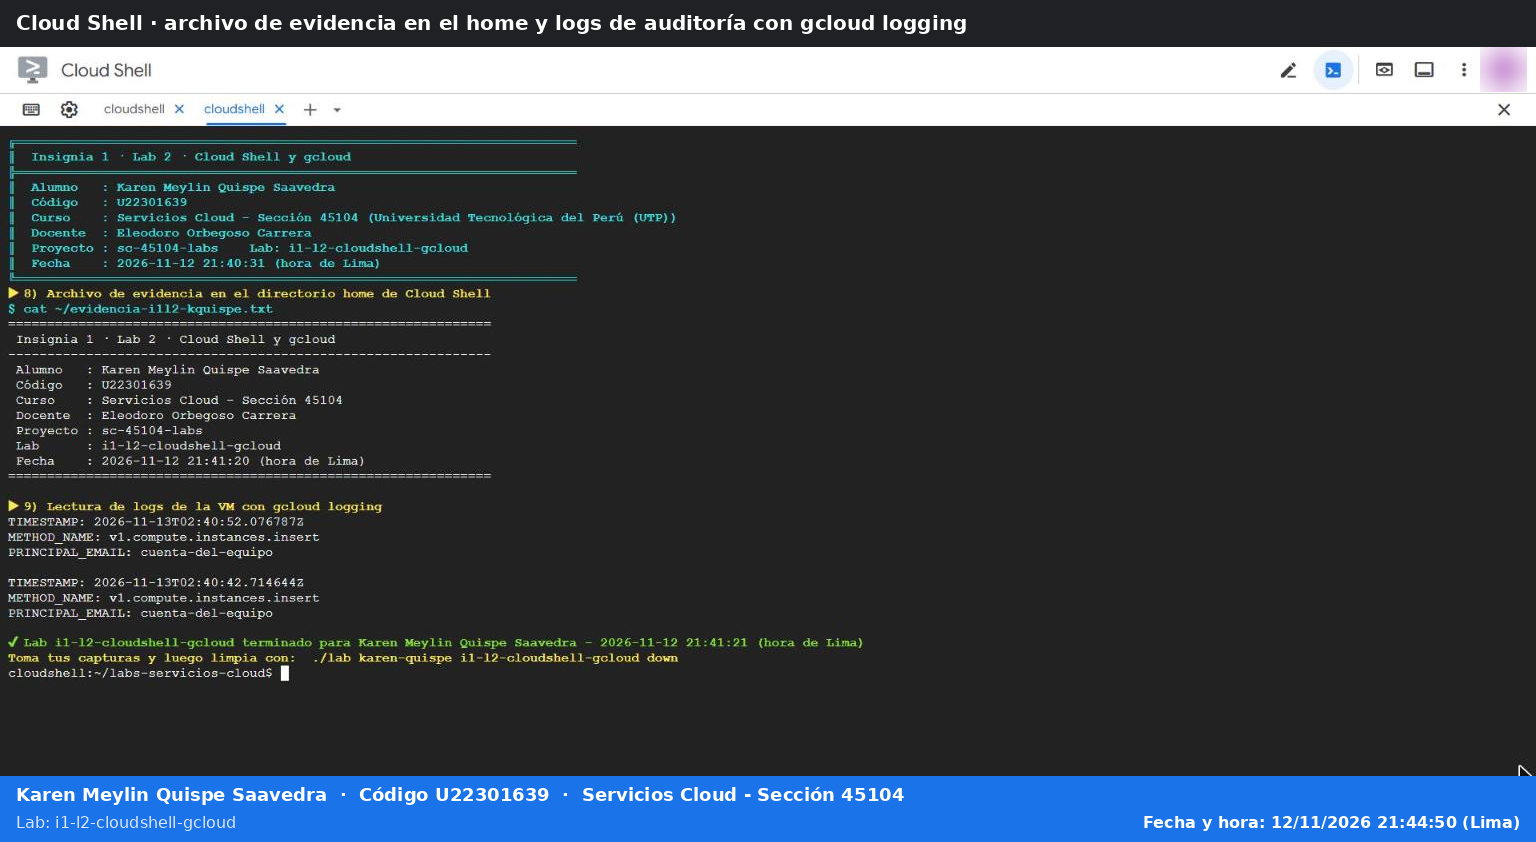 Cloud Shell · archivo de evidencia en el home y logs de auditoría con gcloud logging
Cloud Shell
cloudshell
cloudshell
Insignia 1 · Lab 2 · Cloud Shell y gcloud
Alumno : Karen Meylin Quispe Saavedra
Código : U22301639
Curso : Servicios Cloud - Sección 45104 (Universidad Tecnológica del Perú (UTP))
Docente : Eleodoro Orbegoso Carrera
Proyecto : sc-45104-labs Lab: i1-l2-cloudshell-gcloud
Fecha : 2026-11-12 21:40:31 (hora de Lima)
▶ 8) Archivo de evidencia en el directorio home de Cloud Shell
$ cat ~/evidencia-i1l2-kquispe.txt
==============================================================
Insignia 1 · Lab 2 · Cloud Shell y gcloud
--------------------------------------------------------------
Alumno : Karen Meylin Quispe Saavedra
Código : U22301639
Curso : Servicios Cloud - Sección 45104
Docente : Eleodoro Orbegoso Carrera
Proyecto : sc-45104-labs
Lab : i1-l2-cloudshell-gcloud
Fecha : 2026-11-12 21:41:20 (hora de Lima)
==============================================================
▶ 9) Lectura de logs de la VM con gcloud logging
TIMESTAMP: 2026-11-13T02:40:52.076787Z
METHOD_NAME: v1.compute.instances.insert
PRINCIPAL_EMAIL: cuenta-del-equipo
TIMESTAMP: 2026-11-13T02:40:42.714644Z
METHOD_NAME: v1.compute.instances.insert
PRINCIPAL_EMAIL: cuenta-del-equipo
✔ Lab i1-l2-cloudshell-gcloud terminado para Karen Meylin Quispe Saavedra - 2026-11-12 21:41:21 (hora de Lima)
Toma tus capturas y luego limpia con: ./lab karen-quispe i1-l2-cloudshell-gcloud down
cloudshell:~/labs-servicios-cloud$
Karen Meylin Quispe Saavedra · Código U22301639 · Servicios Cloud - Sección 45104
Lab: i1-l2-cloudshell-gcloud
Fecha y hora: 12/11/2026 21:44:50 (Lima)